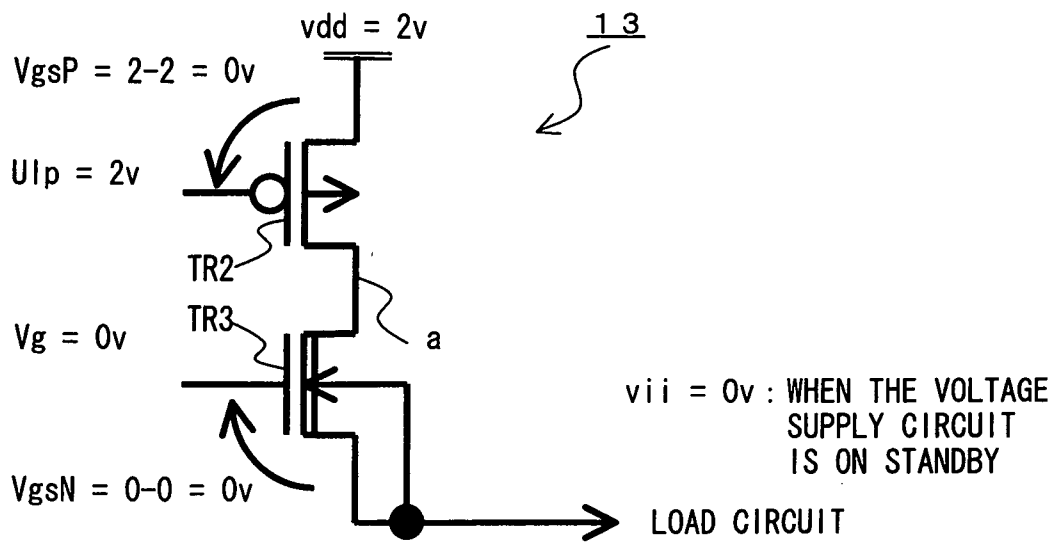 vdd = 2v
13
VgsP = 2-2 = 0v
Ulp = 2v
TR2
TR3
Vg = 0v
a
vii = 0v : WHEN THE VOLTAGE
SUPPLY CIRCUIT
IS ON STANDBY
VgsN = 0-0 = 0v
LOAD CIRCUIT